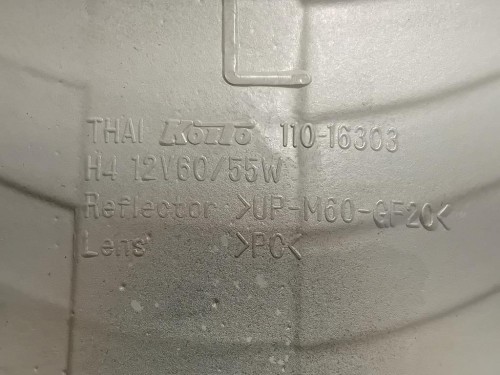 THAI KOITO 110-16303
H4 12V60/55W
Reflector >UP-M60-GF20<
Lens >PC<